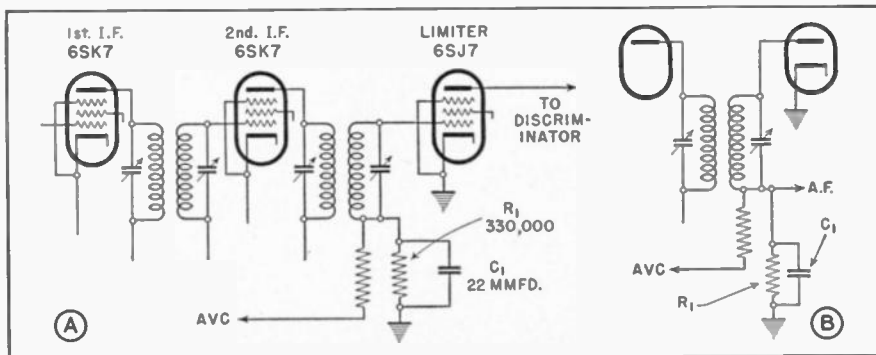 1st. I.F.
6SK7
2nd. I.F.
6SK7
LIMITER
6SJ7
TO
DISCRIM-
INATOR
R1
330,000
C1
22 MMFD.
AVC
A
A.F.
AVC
C1
R1
B